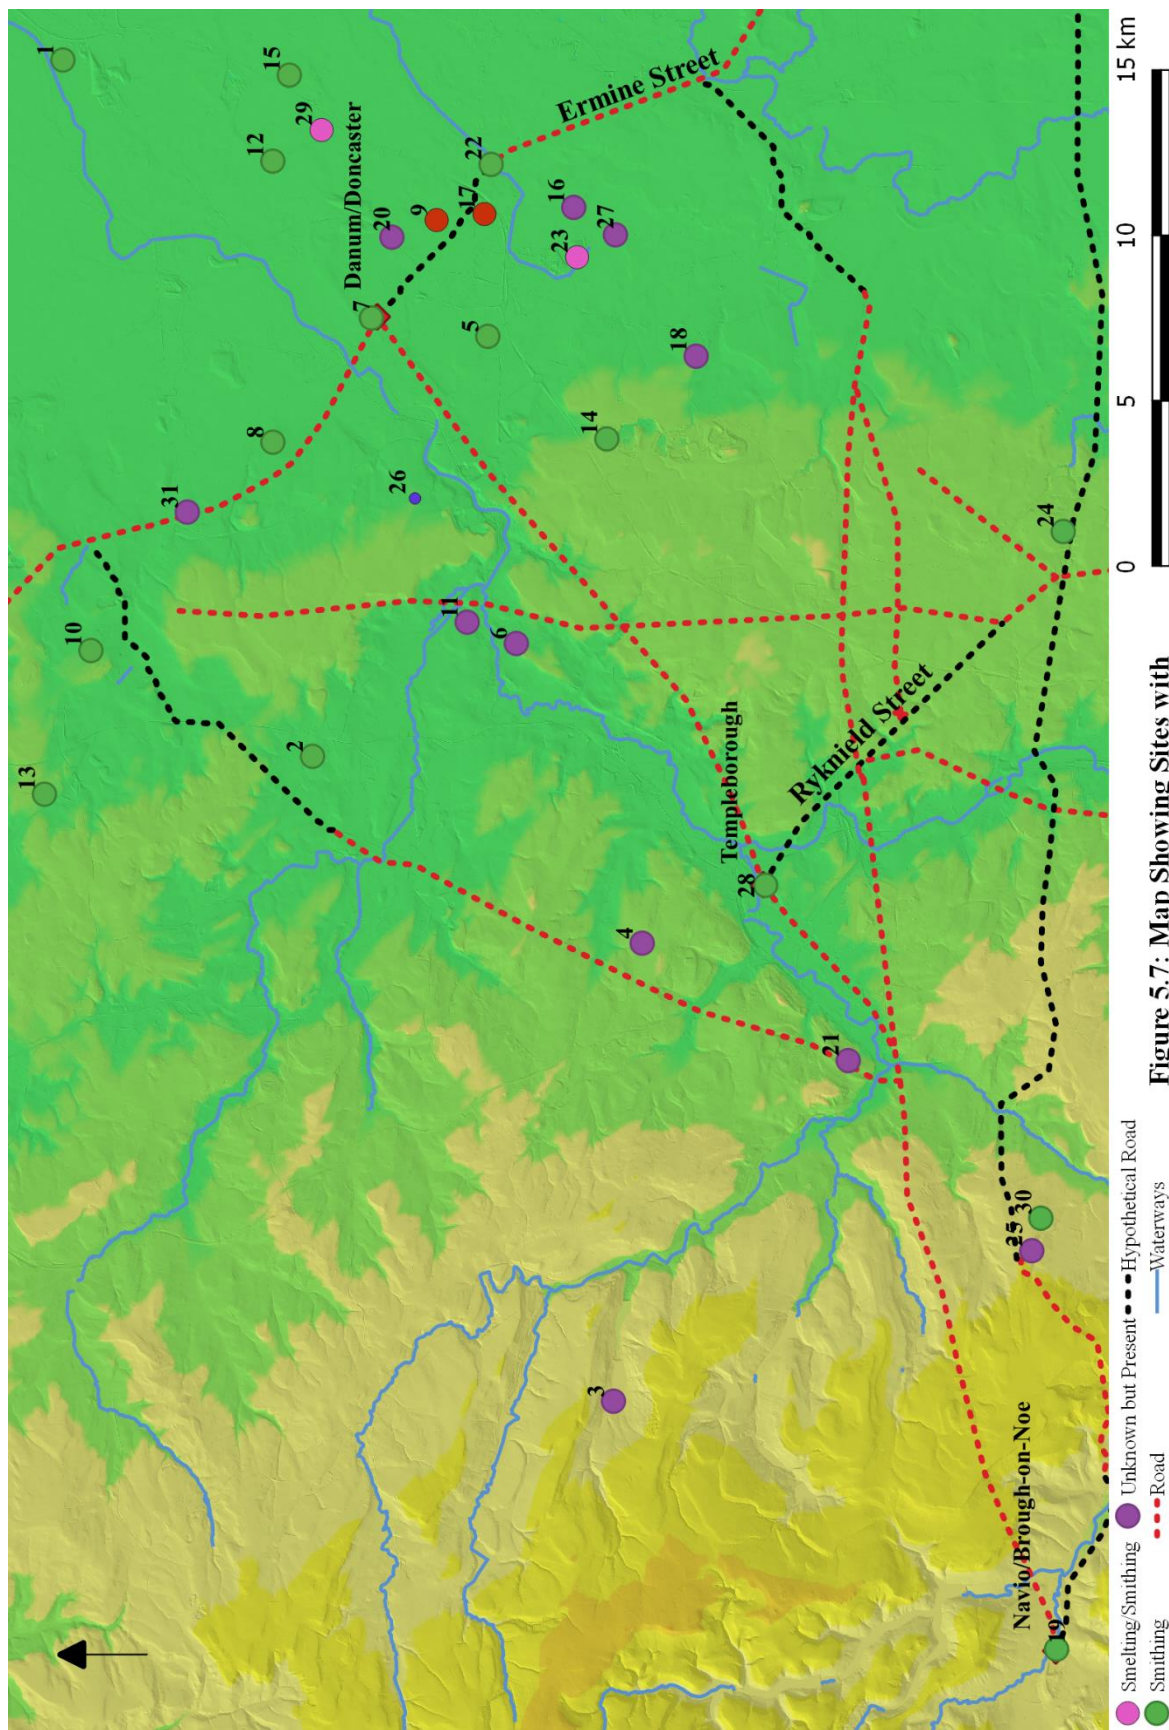 13
1
10
31
12
8
15
2
29
Danum/Doncaster
7
20
26
9
11
17
5
22
6
16
23
14
3
27
4
Ermine Street
18
Templeborough
28
21
Ryknield Street
25
30
Navio/Brough-on-Noe
24
19
Smelting/Smithing
Unknown but Present
Hypothetical Road
0
5
10
15 km
Smithing
Road
Waterways
Figure 5.7: Map Showing Sites with